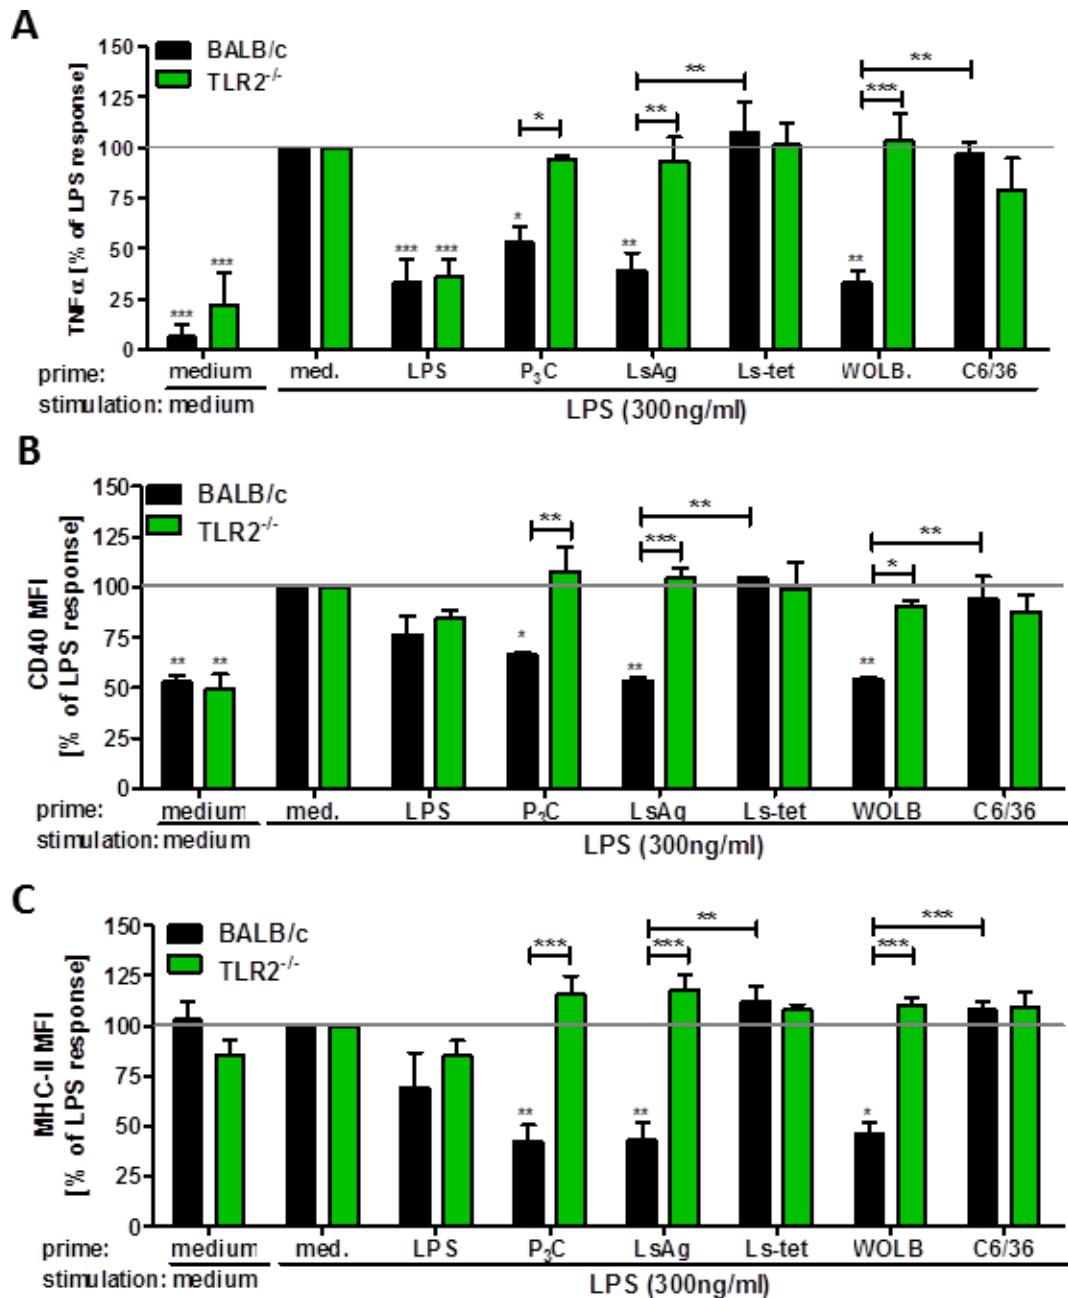 A
BALB/c
TLR2-/-
TNFα [% of LPS response]
150
125
100
75
50
25
0
*** *** *** *** * * ** ** ** ** *** **
prime: medium med. LPS P3C LsAg Ls-tet WOLB. C6/36
stimulation: medium LPS (300ng/ml)
B
BALB/c
TLR2-/-
CD40 MFI
[% of LPS response]
150
125
100
75
50
25
0
** ** * ** ** *** ** ** * **
prime: medium med. LPS P3C LsAg Ls-tet WOLB C6/36
stimulation: medium LPS (300ng/ml)
C
BALB/c
TLR2-/-
MHC-II MFI
[% of LPS response]
150
125
100
75
50
25
0
** *** ** *** ** * *** ***
prime: medium med. LPS P3C LsAg Ls-tet WOLB C6/36
stimulation: medium LPS (300ng/ml)